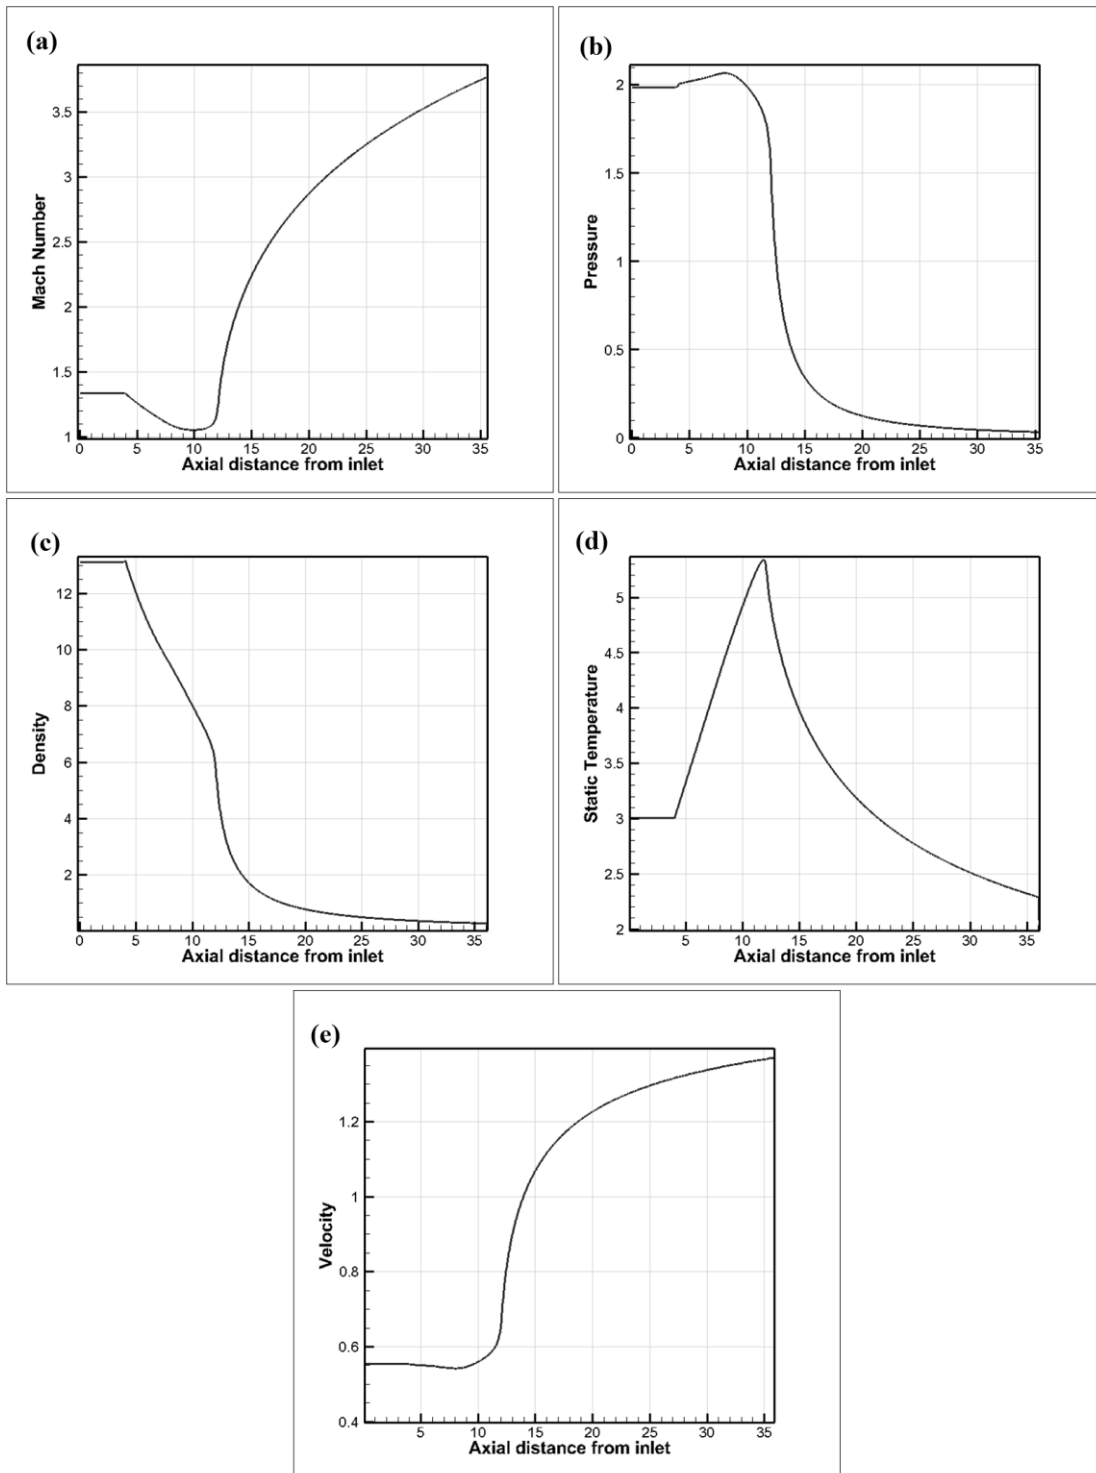 (a)
Mach Number
3.5
3
2.5
2
1.5
1
0 5 10 15 20 25 30 35
Axial distance from inlet
(b)
Pressure
2
1.5
1
0.5
0
0 5 10 15 20 25 30 35
Axial distance from inlet
(c)
Density
12
10
8
6
4
2
0 5 10 15 20 25 30 35
Axial distance from inlet
(d)
Static Temperature
5
4.5
4
3.5
3
2.5
2
5 10 15 20 25 30 35
Axial distance from inlet
(e)
Velocity
1.2
1
0.8
0.6
0.4
5 10 15 20 25 30 35
Axial distance from inlet